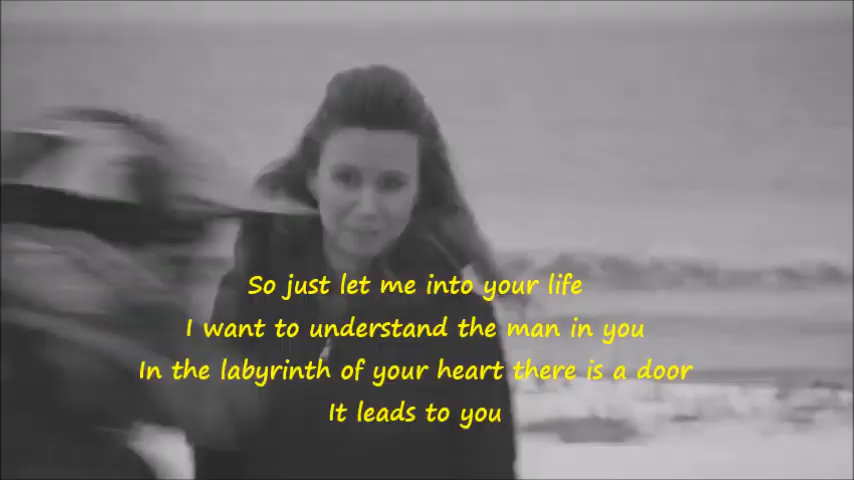 So just let me into your life
I want to understand the man in you
In the labyrinth of your heart there is a door
It leads to you